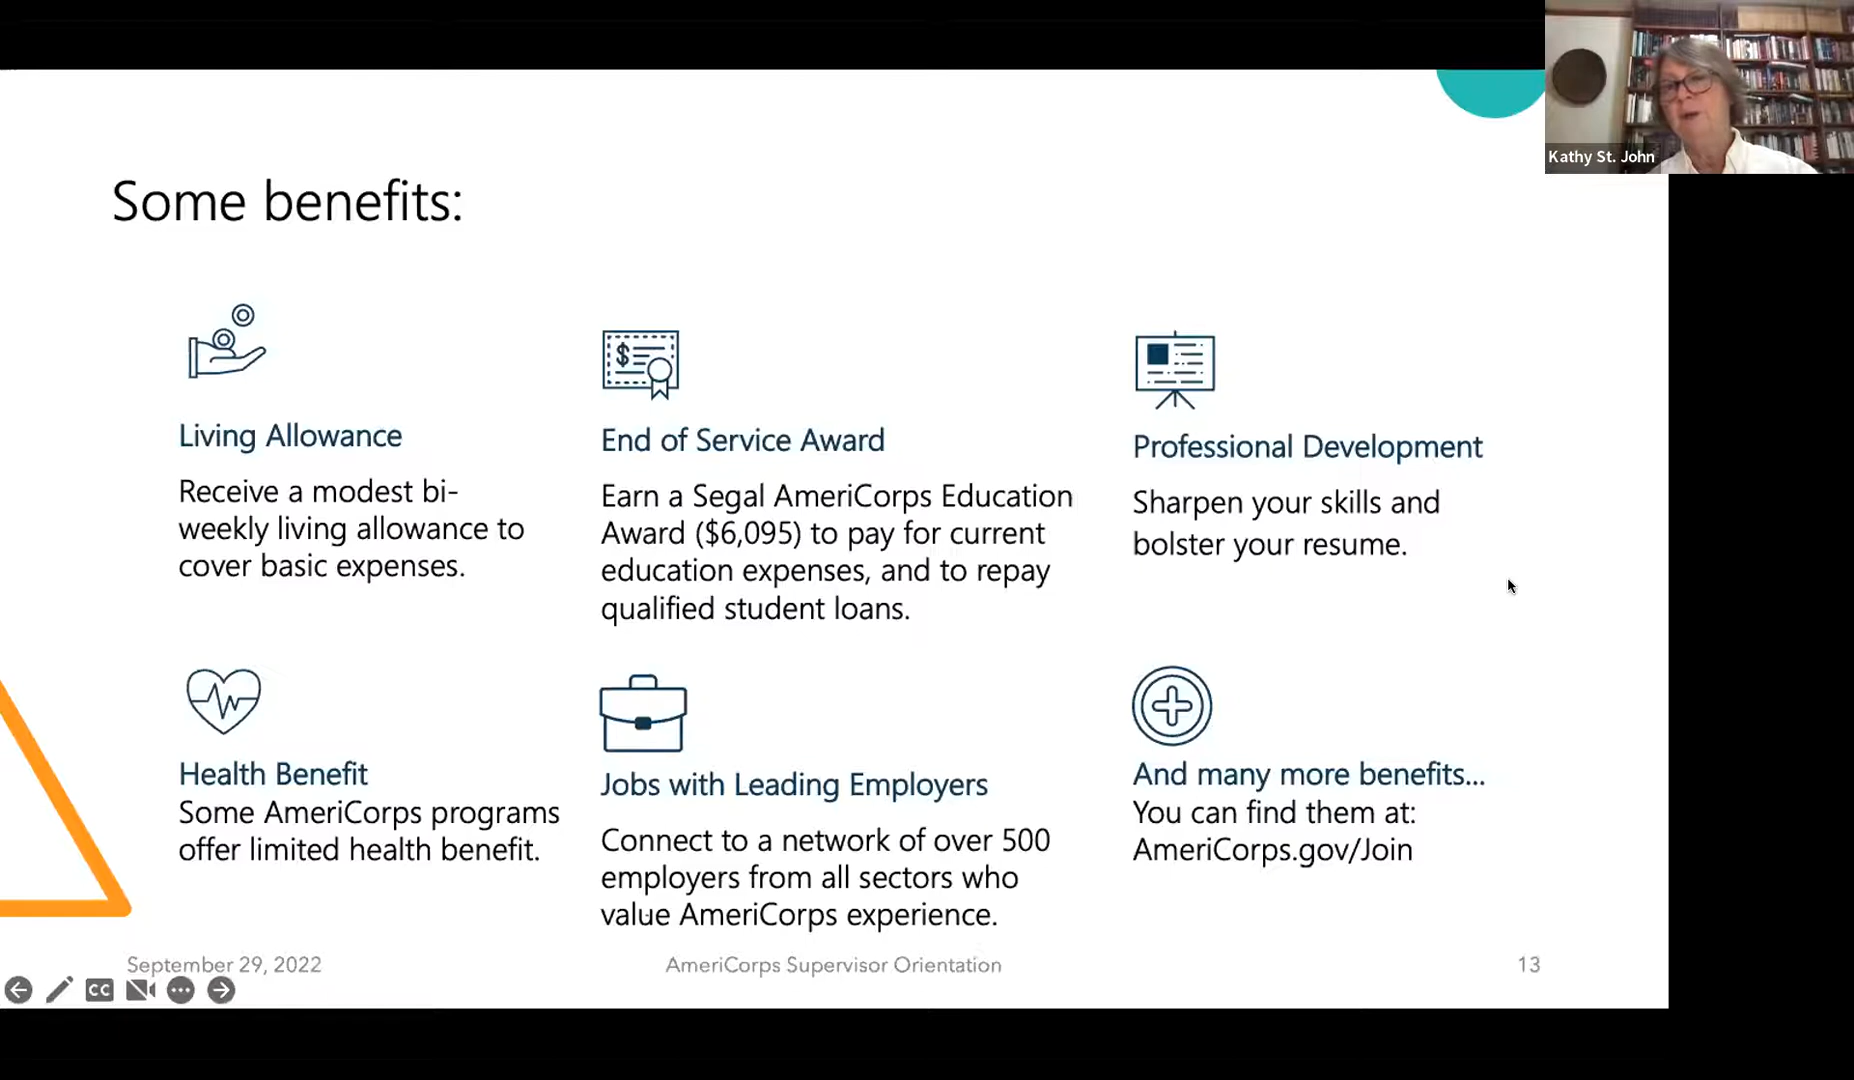 Kathy St. John
Some benefits:
$
Living Allowance
Receive a modest bi-
weekly living allowance to
cover basic expenses.
End of Service Award
Earn a Segal AmeriCorps Education
Award ($6,095) to pay for current
education expenses, and to repay
qualified student loans.
Professional Development
Sharpen your skills and
bolster your resume.
Health Benefit
Some AmeriCorps programs
offer limited health benefit.
Jobs with Leading Employers
Connect to a network of over 500
employers from all sectors who
value AmeriCorps experience.
And many more benefits...
You can find them at:
AmeriCorps.gov/Join
September 29, 2022
AmeriCorps Supervisor Orientation
13
CC